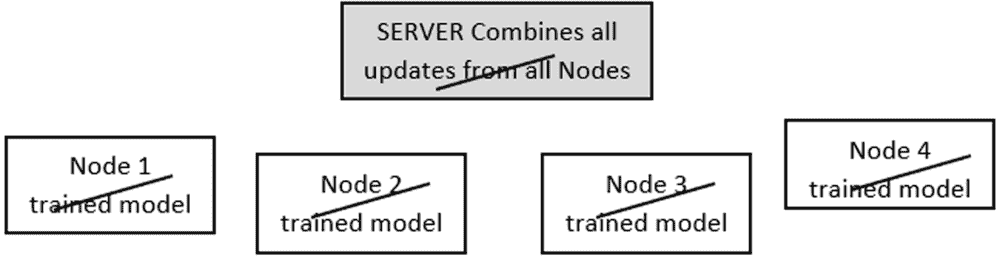 SERVER Combines all
updates from all Nodes
Node 1
trained model
Node 2
trained model
Node 3
trained model
Node 4
trained model